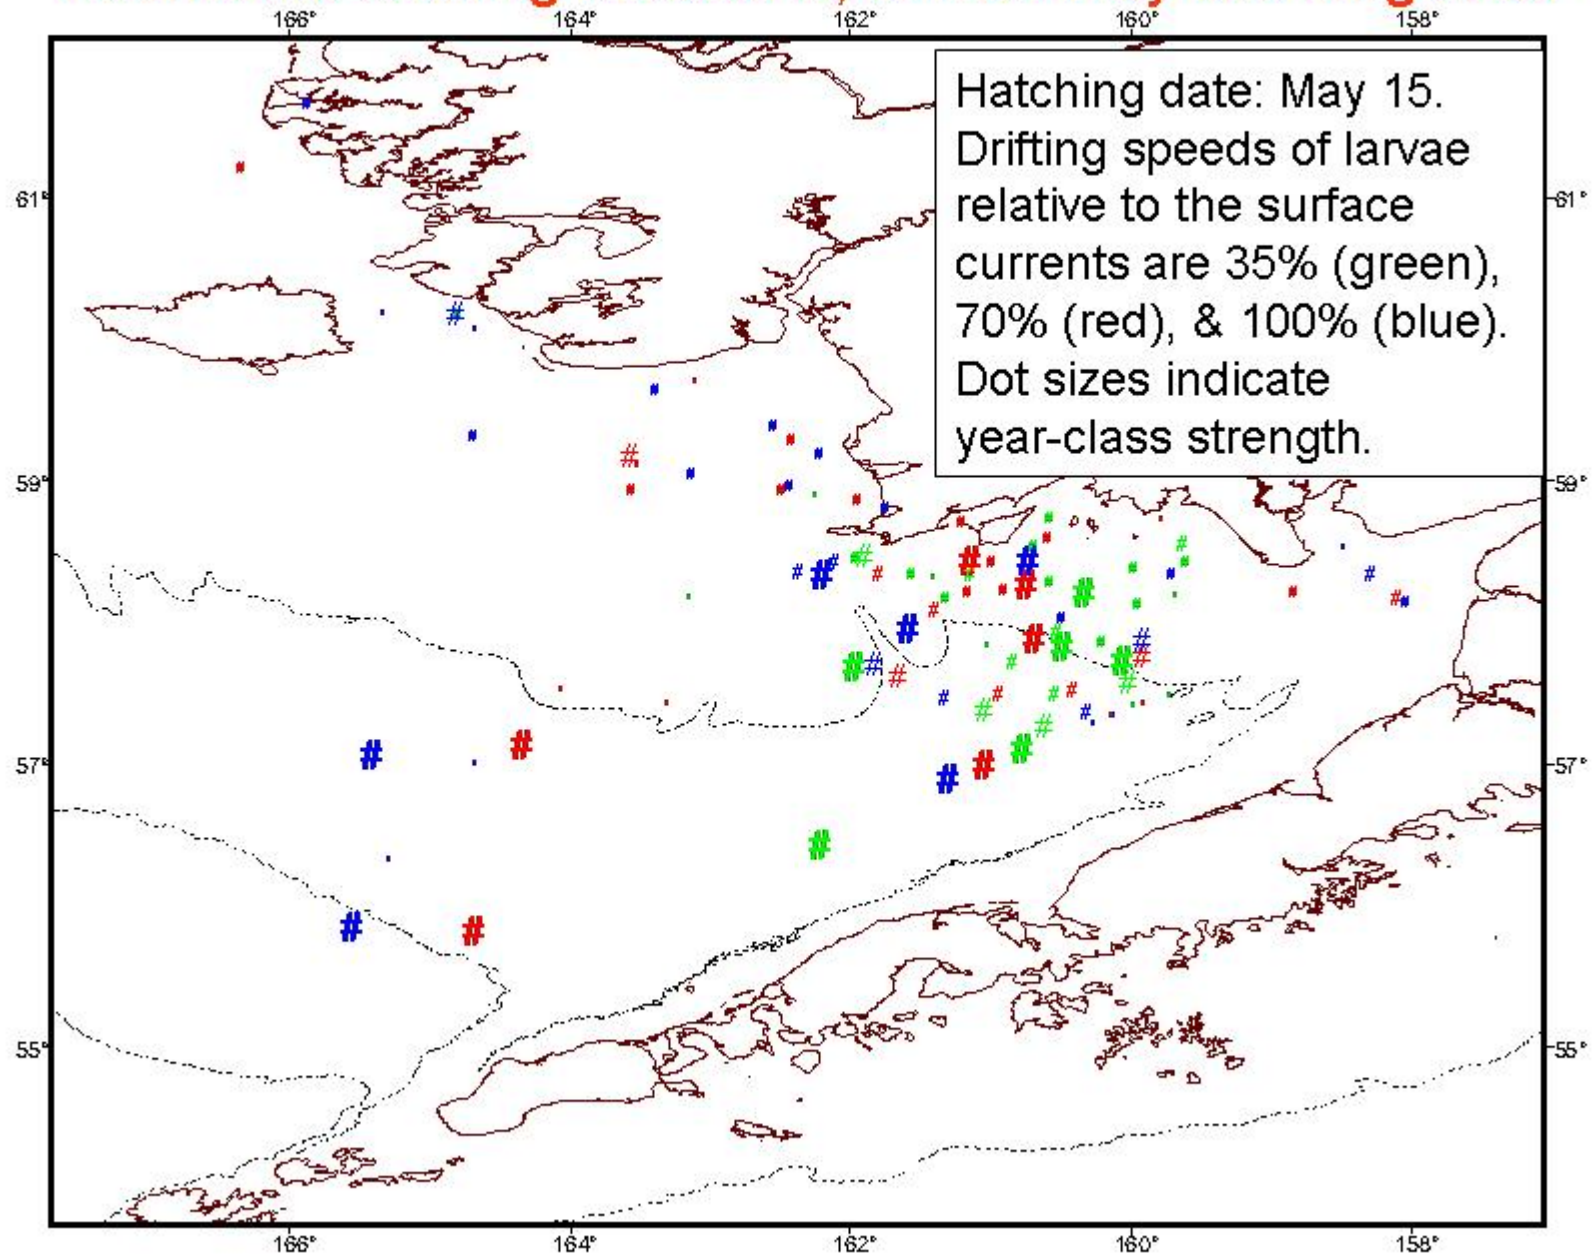 166° 164° 162° 160° 158°
Hatching date: May 15.
Drifting speeds of larvae
relative to the surface
currents are 35% (green),
70% (red), & 100% (blue).
Dot sizes indicate
year-class strength.
61° 61°
59° 59°
57° 57°
55° 55°
166° 164° 162° 160° 158°